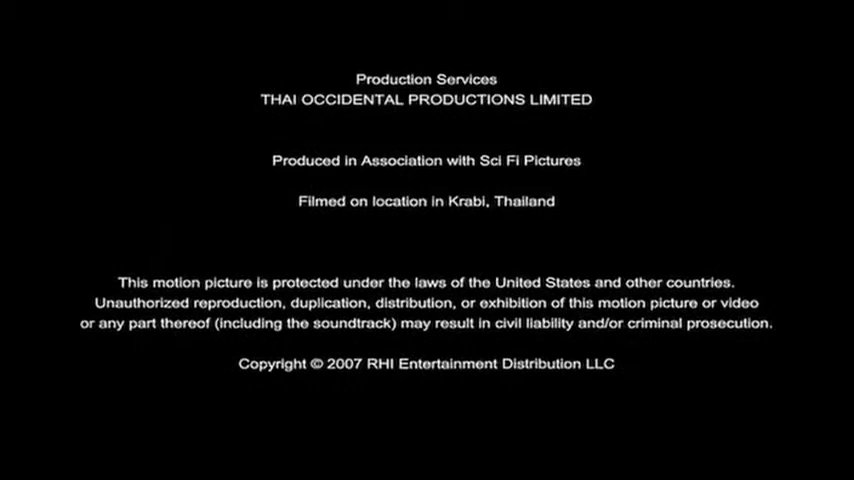 Production Services
THAI OCCIDENTAL PRODUCTIONS LIMITED
Produced in Association with Sci Fi Pictures
Filmed on location in Krabi, Thailand
This motion picture is protected under the laws of the United States and other countries.
Unauthorized reproduction, duplication, distribution, or exhibition of this motion picture or video
or any part thereof (including the soundtrack) may result in civil liability and/or criminal prosecution.
Copyright © 2007 RHI Entertainment Distribution LLC